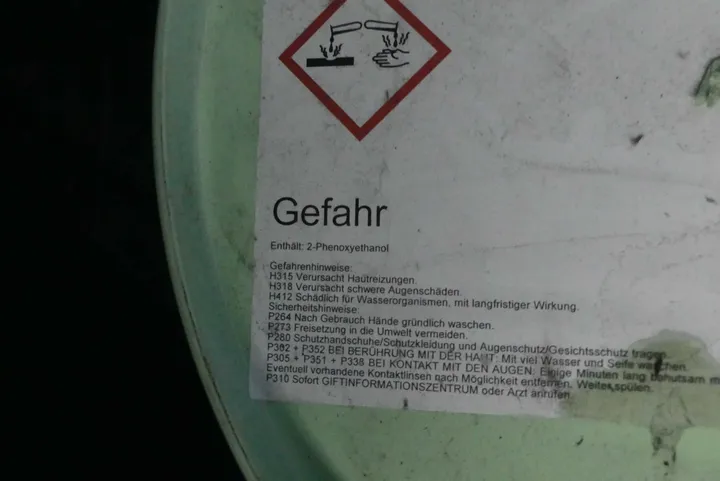 Gefahr
Enthält: 2-Phenoxyethanol
Gefahrenhinweise:
H315 Verursacht Hautreizungen.
H318 Verursacht schwere Augenschäden.
H412 Schädlich für Wasserorganismen, mit langfristiger Wirkung.
Sicherheitshinweise:
P264 Nach Gebrauch Hände gründlich waschen.
P273 Freisetzung in die Umwelt vermeiden.
P280 Schutzhandschuhe/Schutzkleidung und Augenschutz/Gesichtsschutz tragen.
P302 + P352 BEI BERÜHRUNG MIT DER HAUT: Mit viel Wasser und Seife waschen.
P305 + P351 + P338 BEI KONTAKT MIT DEN AUGEN: Einige Minuten lang behutsam
Eventuell vorhandene Kontaktlinsen nach Möglichkeit entfernen. Weiter spülen.
P310 Sofort GIFTINFORMATIONSZENTRUM oder Arzt anrufen.